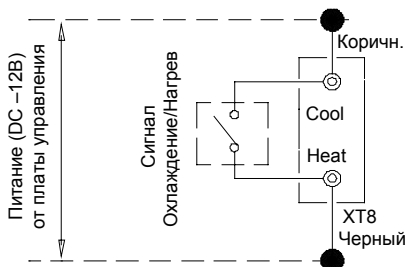 Питание (DC –12В)
от платы управления
Сигнал
Охлаждение/Нагрев
Коричн.
Cool
Heat
XT8
Черный